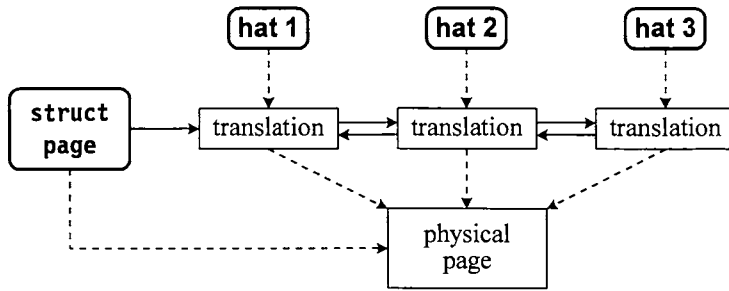 hat 1
hat 2
hat 3
struct
page
translation
translation
translation
physical
page